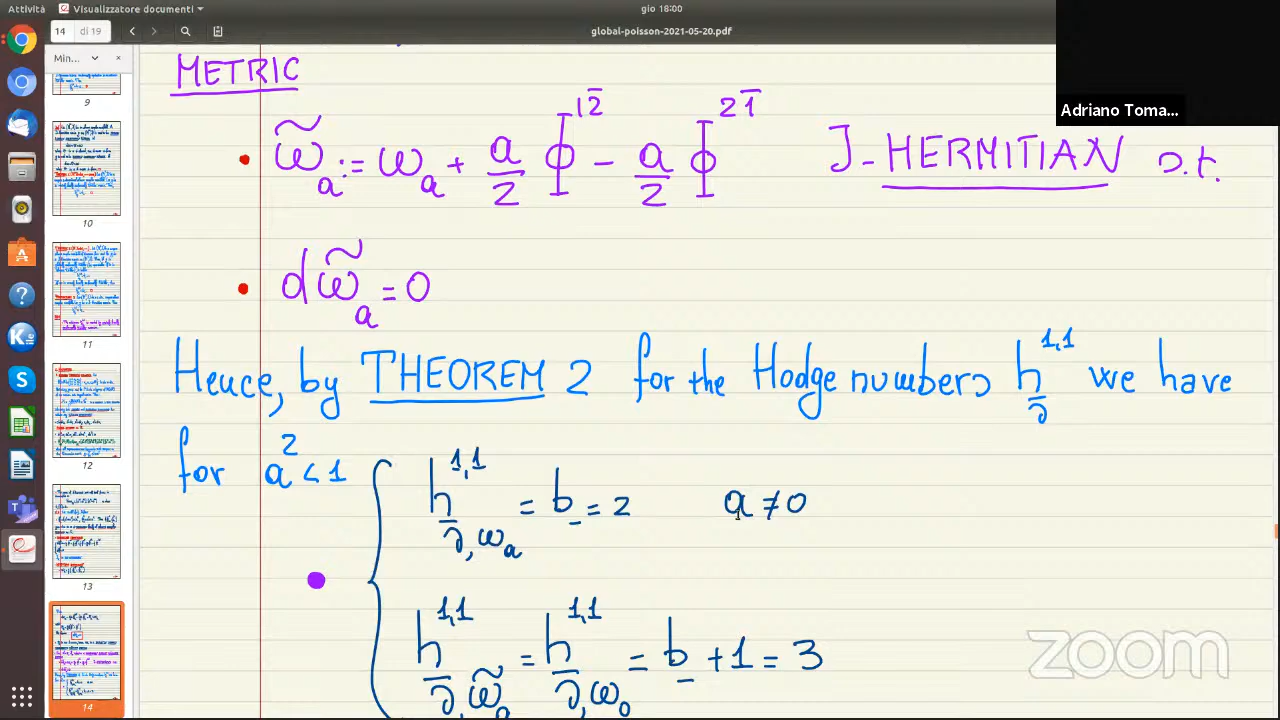 Attività
Visualizzatore documenti
gio 18:00
14
di 19
global-poisson-2021-05-20.pdf
Min...
9
10
11
12
13
14
Adriano Toma...
METRIC
• ω̃_a := ω_a + a/2 Φ^{12̄} − a/2 Φ^{21̄} J-HERMITIAN s.t.
• dω̃_a = 0
Hence, by THEOREM 2 for the Hodge numbers h^{1,1}_{∂̄} we have
for a² < 1
h^{1,1}_{∂̄, ω_a} = b_− = 2 a ≠ 0
• h^{1,1}_{∂̄, ω̃_a} = h^{1,1}_{∂̄, ω_0} = b_− + 1 = 3
zoom